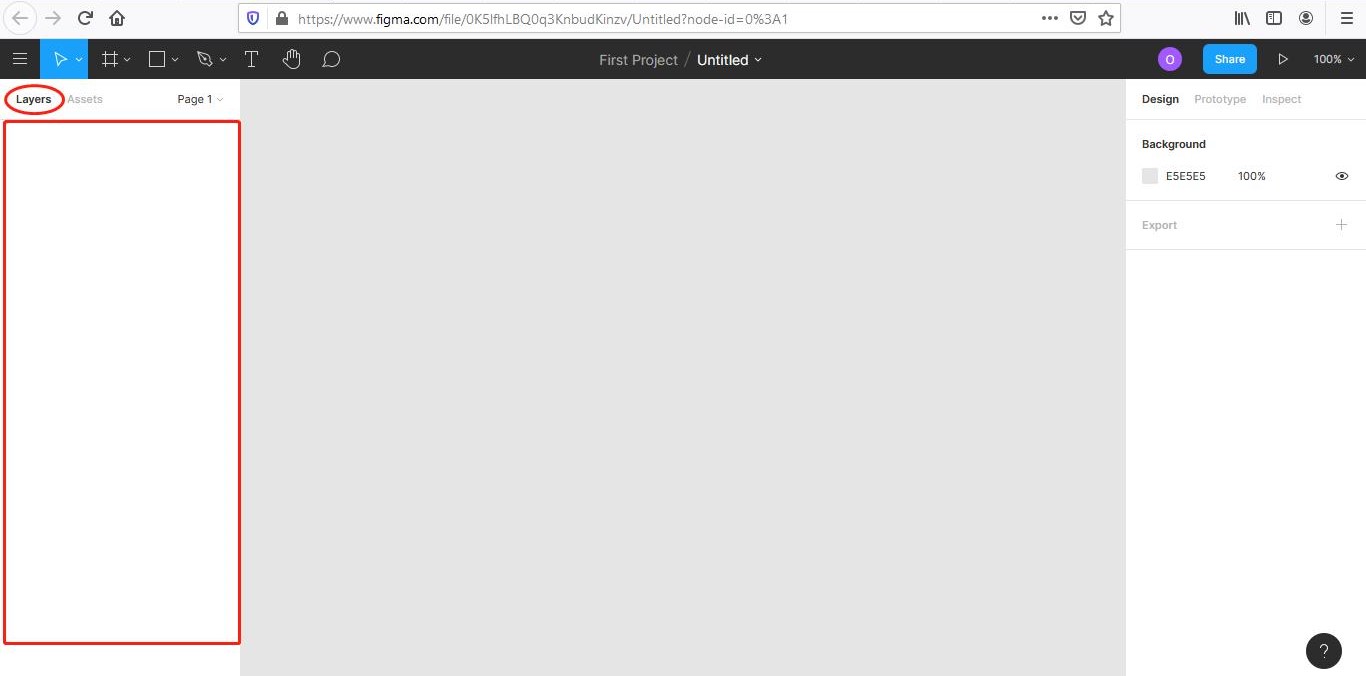 https://www.figma.com/file/0K5IfhLBQ0q3KnbudKinzv/Untitled?node-id=0%3A1
First Project / Untitled
O
Share
100%
Layers
Assets
Page 1
Design
Prototype
Inspect
Background
E5E5E5
100%
Export
?